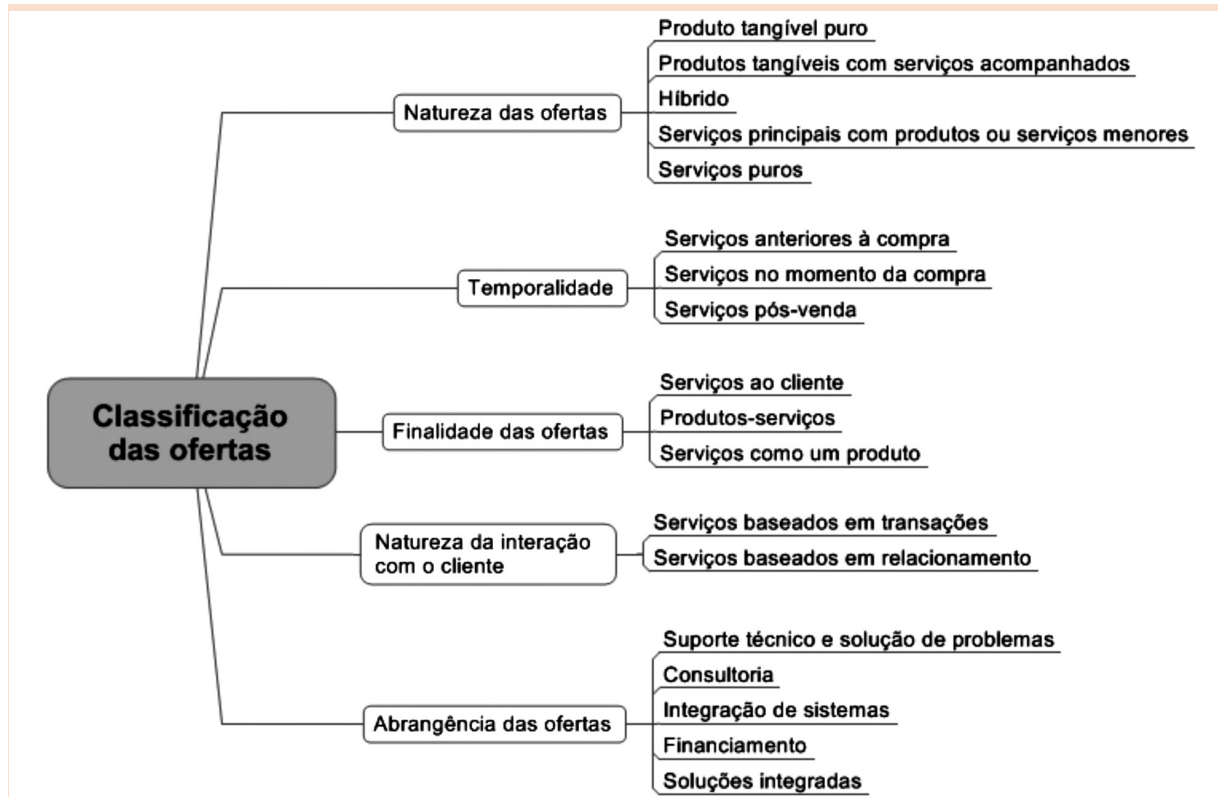 Classificação
das ofertas
Natureza das ofertas
Produto tangível puro
Produtos tangíveis com serviços acompanhados
Híbrido
Serviços principais com produtos ou serviços menores
Serviços puros
Temporalidade
Serviços anteriores à compra
Serviços no momento da compra
Serviços pós-venda
Finalidade das ofertas
Serviços ao cliente
Produtos-serviços
Serviços como um produto
Natureza da interação
com o cliente
Serviços baseados em transações
Serviços baseados em relacionamento
Abrangência das ofertas
Suporte técnico e solução de problemas
Consultoria
Integração de sistemas
Financiamento
Soluções integradas